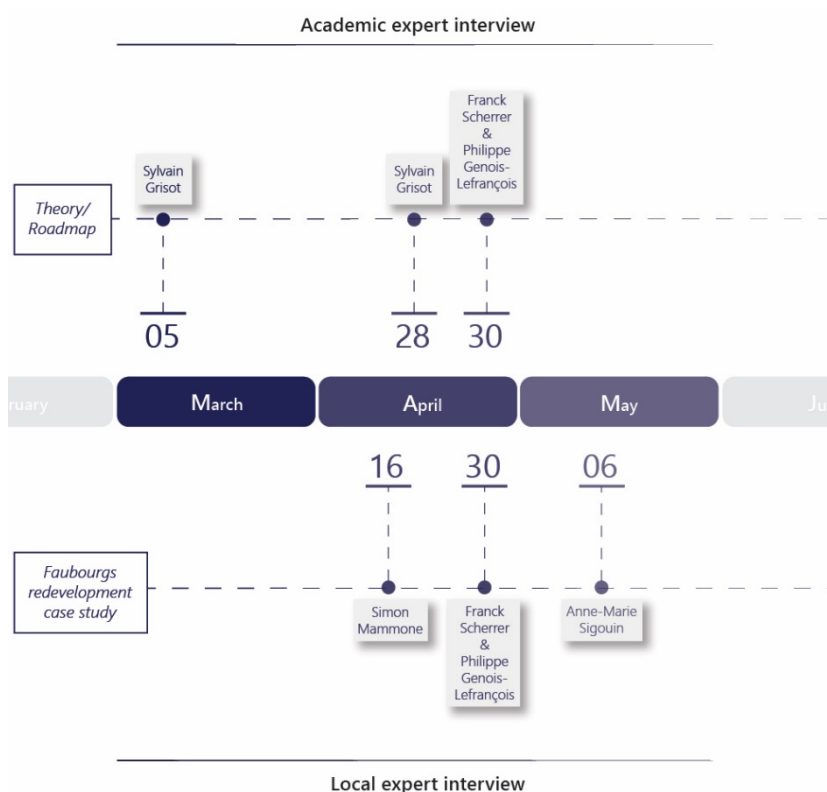 Academic expert interview
Franck
Scherrer
&
Philippe
Genois-
Lefrançois
Sylvain
Grisot
Sylvain
Grisot
Theory/
Roadmap
05
28
30
ruary
March
April
May
Ju
16
30
06
Faubourgs
redevelopment
case study
Simon
Mammone
Franck
Scherrer
&
Philippe
Genois-
Lefrançois
Anne-Marie
Sigouin
Local expert interview